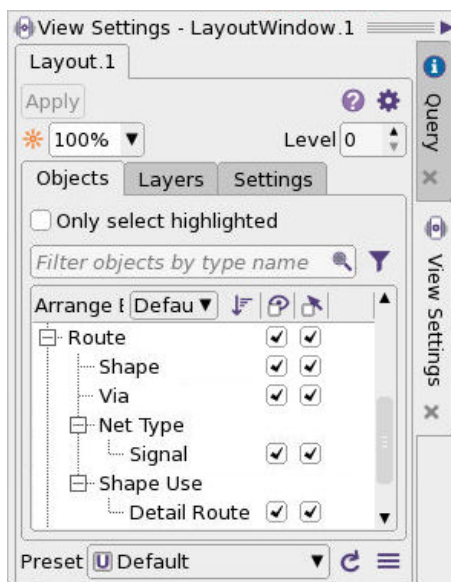 View Settings - LayoutWindow.1
Layout.1
Apply
100%
Level 0
Objects Layers Settings
Only select highlighted
Filter objects by type name
Arrange E Defau
Route
Shape
Via
Net Type
Signal
Shape Use
Detail Route
Preset U Default
Query
View Settings